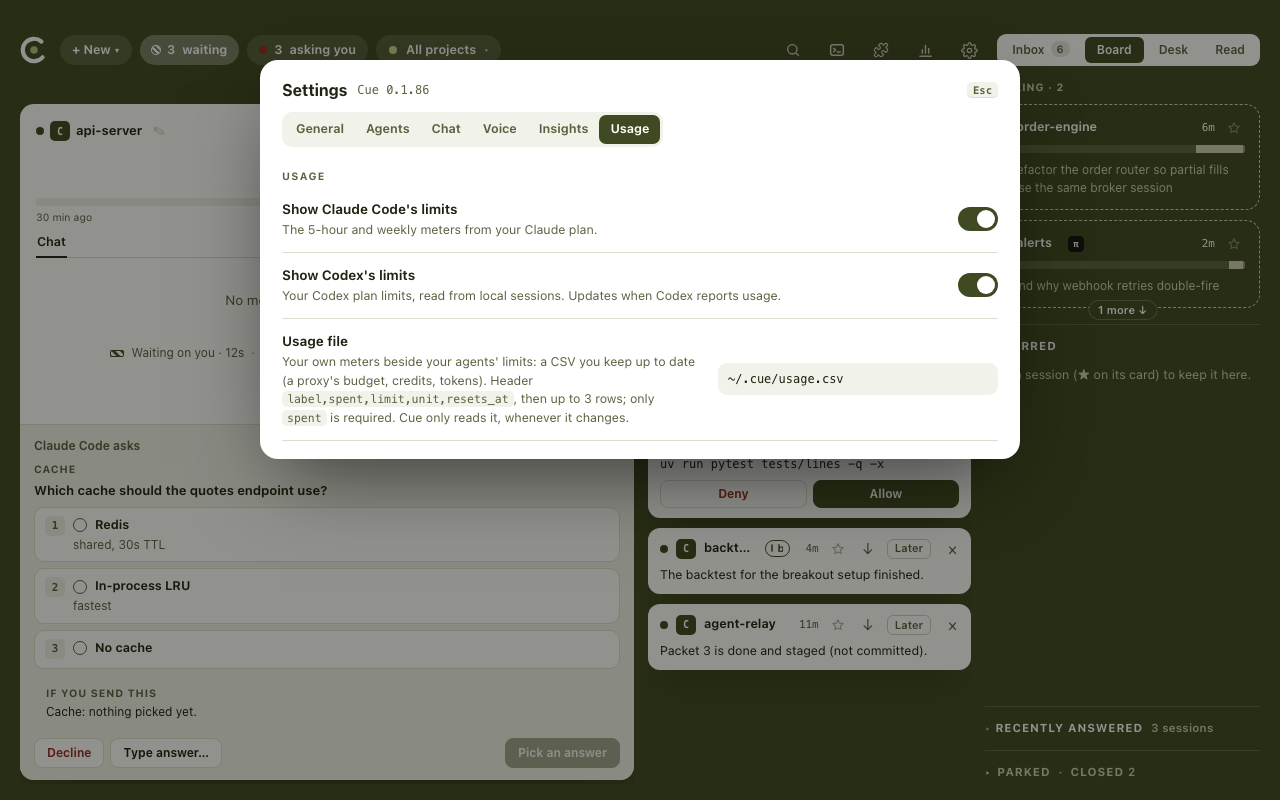 + New ▾
3 waiting
3 asking you
All projects
Inbox 6
Board
Desk
Read
Settings Cue 0.1.86
Esc
General
Agents
Chat
Voice
Insights
Usage
USAGE
Show Claude Code's limits
The 5-hour and weekly meters from your Claude plan.
Show Codex's limits
Your Codex plan limits, read from local sessions. Updates when Codex reports usage.
Usage file
Your own meters beside your agents' limits: a CSV you keep up to date
(a proxy's budget, credits, tokens). Header
label,spent,limit,unit,resets_at, then up to 3 rows; only
spent is required. Cue only reads it, whenever it changes.
~/.cue/usage.csv
C api-server
30 min ago
Chat
Waiting on you · 12s ·
Claude Code asks
CACHE
Which cache should the quotes endpoint use?
1 Redis
shared, 30s TTL
2 In-process LRU
fastest
3 No cache
IF YOU SEND THIS
Cache: nothing picked yet.
Decline
Type answer...
Pick an answer
uv run pytest tests/lines -q -x
Deny
Allow
C backt... 4m Later
The backtest for the breakout setup finished.
C agent-relay 11m Later
Packet 3 is done and staged (not committed).
ING · 2
order-engine 6m
efactor the order router so partial fills
se the same broker session
alerts π 2m
nd why webhook retries double-fire
1 more ↓
RRED
session (★ on its card) to keep it here.
RECENTLY ANSWERED 3 sessions
PARKED · CLOSED 2